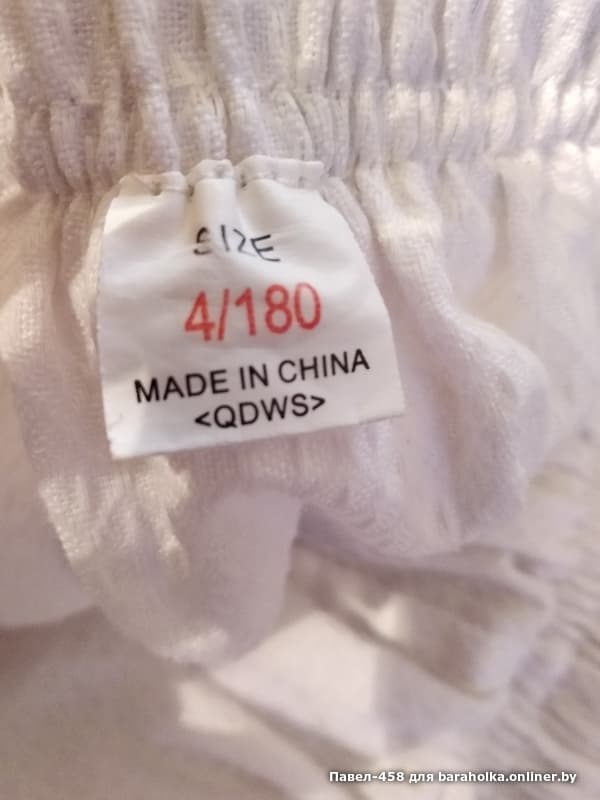 SIZE
4/180
MADE IN CHINA
<QDWS>
Павел-458 для baraholka.onliner.by